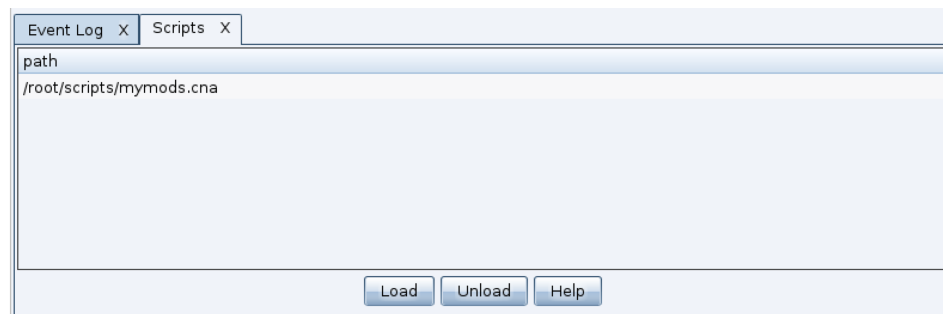 Event Log X Scripts X
path
/root/scripts/mymods.cna
Load Unload Help